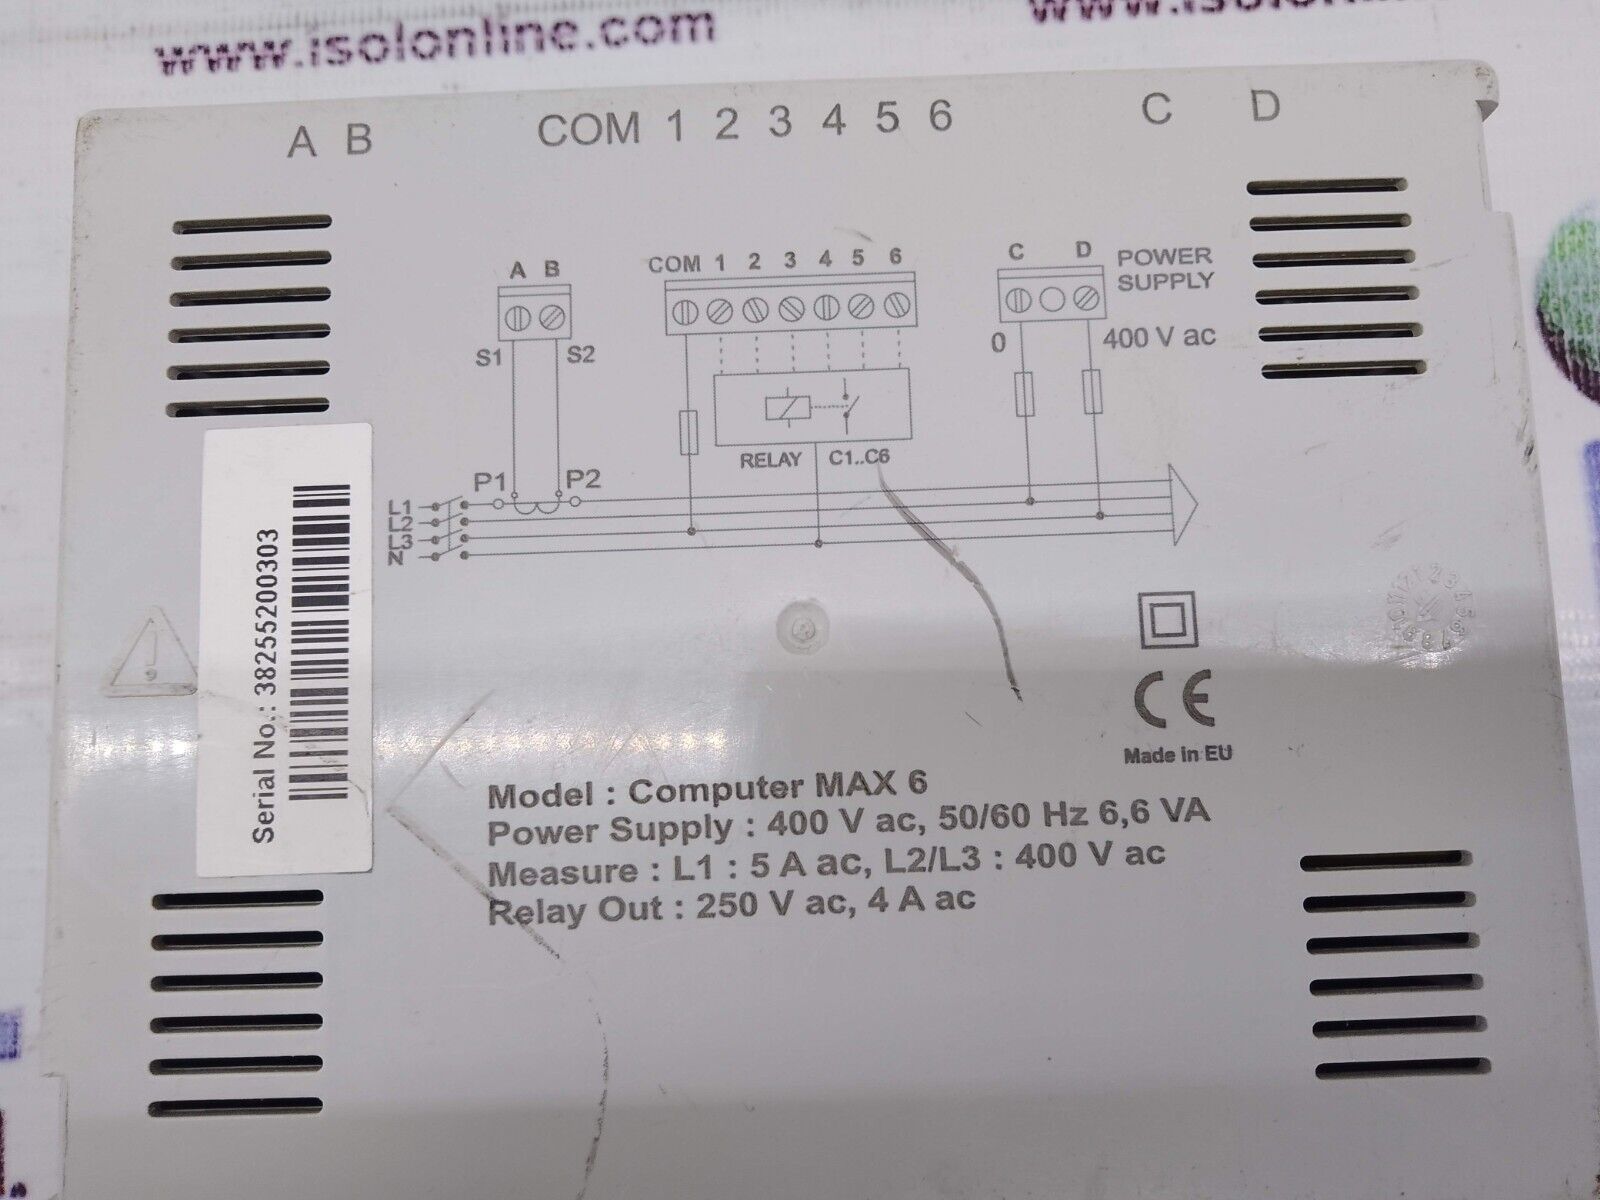 www.isolonline.com
www.iso
A B COM 1 2 3 4 5 6 C D
A B COM 1 2 3 4 5 6 C D POWER
SUPPLY
S1 S2 0 400 V ac
RELAY C1..C6
P1 P2
L1
L2
L3
N
Serial No.: 38255200303
CE
Made in EU
Model : Computer MAX 6
Power Supply : 400 V ac, 50/60 Hz 6,6 VA
Measure : L1 : 5 A ac, L2/L3 : 400 V ac
Relay Out : 250 V ac, 4 A ac